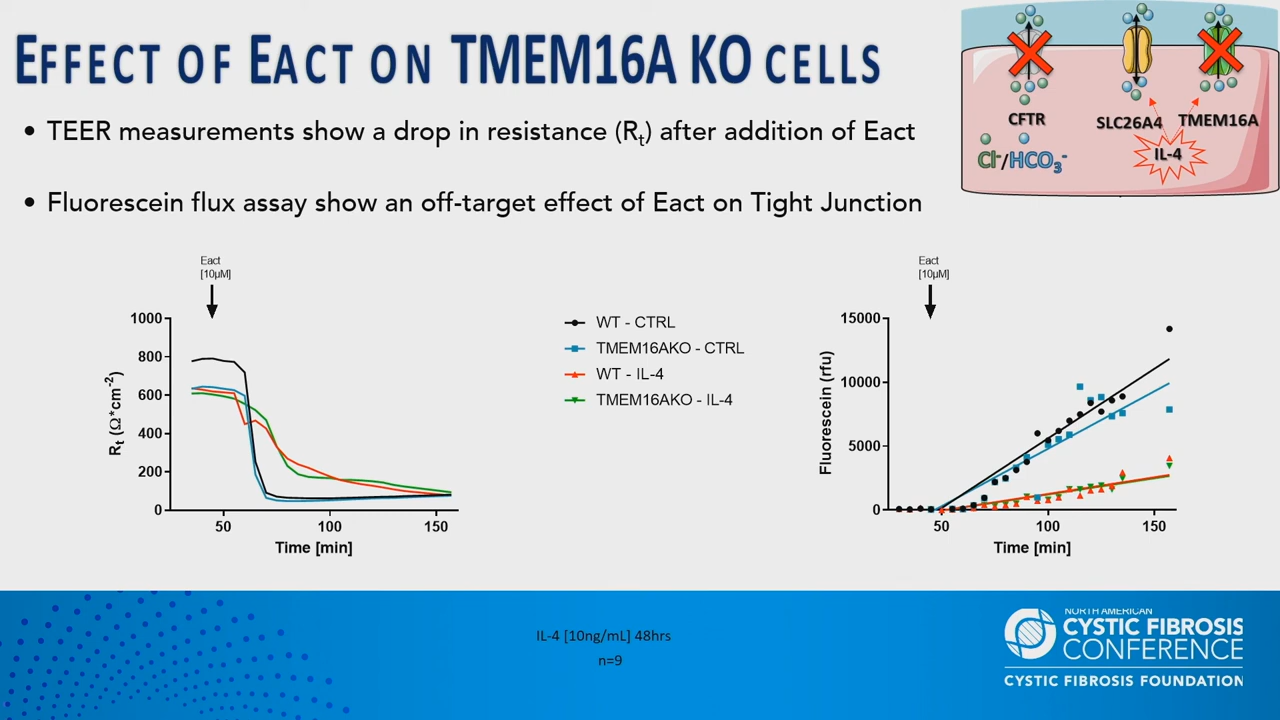 EFFECT OF EACT ON TMEM16A KO CELLS
• TEER measurements show a drop in resistance (Rt) after addition of Eact
• Fluorescein flux assay show an off-target effect of Eact on Tight Junction
CFTR
SLC26A4
TMEM16A
IL-4
Cl-/HCO3-
Eact
[10µM]
1000
800
600
400
200
0
Rt (Ω*cm-2)
50
100
150
Time [min]
WT - CTRL
TMEM16AKO - CTRL
WT - IL-4
TMEM16AKO - IL-4
Eact
[10µM]
15000
10000
5000
0
Fluorescein (rfu)
50
100
150
Time [min]
IL-4 [10ng/mL] 48hrs
n=9
NORTH AMERICAN
CYSTIC FIBROSIS
CONFERENCE
CYSTIC FIBROSIS FOUNDATION